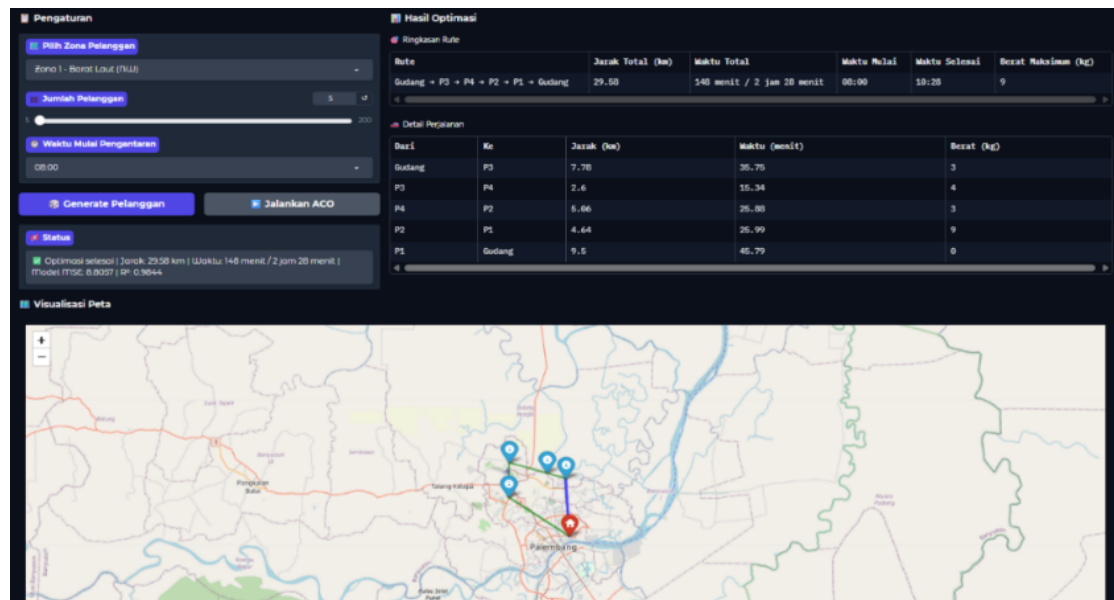 Pengaturan
Pilih Zona Pelanggan
Zona 1 - Barat Laut (NW)
Jumlah Pelanggan
5
5
200
Waktu Mulai Pengantaran
08:00
Generate Pelanggan
Jalankan ACO
Status
Optimasi selesai | Jarak: 29.58 km | Waktu: 148 menit / 2 jam 28 menit |
Model MSE: 8.8057 | R²: 0.9844
Hasil Optimasi
Ringkasan Rute
Rute Jarak Total (km) Waktu Total Waktu Mulai Waktu Selesai Berat Maksimum (kg)
Gudang → P3 → P4 → P2 → P1 → Gudang 29.58 148 menit / 2 jam 28 menit 08:00 10:28 9
Detail Perjalanan
Dari Ke Jarak (km) Waktu (menit) Berat (kg)
Gudang P3 7.78 35.75 3
P3 P4 2.6 15.34 4
P4 P2 5.06 25.88 3
P2 P1 4.64 25.99 9
P1 Gudang 9.5 45.79 0
Visualisasi Peta
+
−
Pangkalan
Balai
Talang Kelapa
Palembang